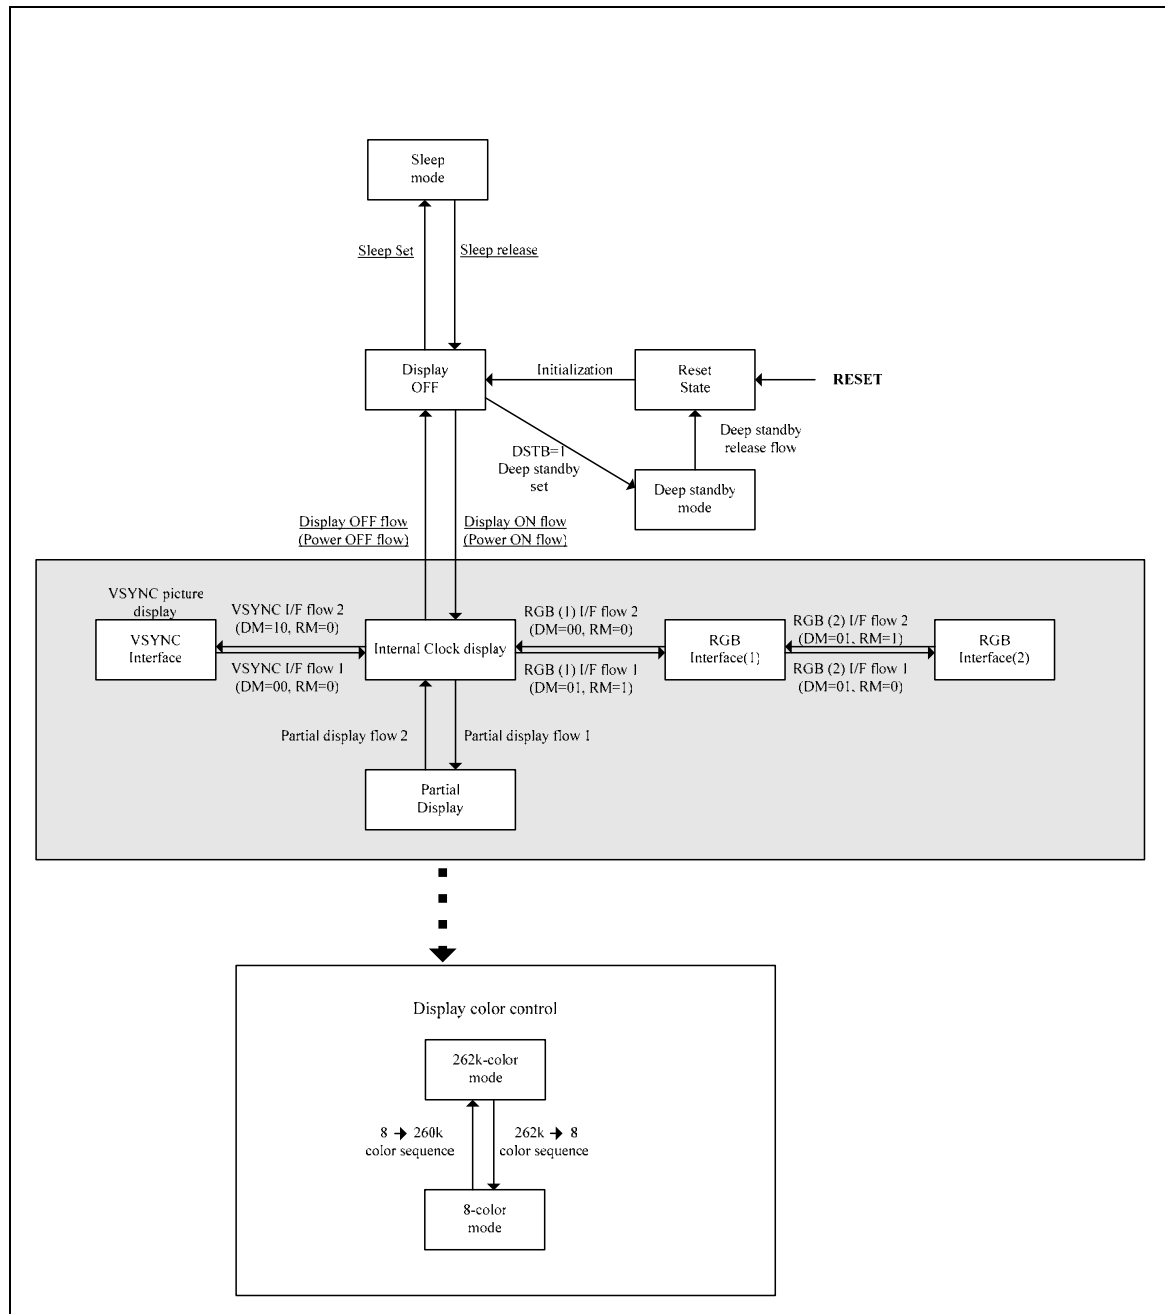 Sleep
mode
Sleep Set
Sleep release
Display
OFF
Initialization
Reset
State
RESET
Deep standby
release flow
DSTB=1
Deep standby
set
Deep standby
mode
Display OFF flow
(Power OFF flow)
Display ON flow
(Power ON flow)
VSYNC picture
display
VSYNC Interface
VSYNC I/F flow 2
(DM=10, RM=0)
VSYNC I/F flow 1
(DM=00, RM=0)
Internal Clock display
RGB (1) I/F flow 2
(DM=00, RM=0)
RGB (1) I/F flow 1
(DM=01, RM=1)
RGB
Interface(1)
RGB (2) I/F flow 2
(DM=01, RM=1)
RGB (2) I/F flow 1
(DM=01, RM=0)
RGB
Interface(2)
Partial display flow 2
Partial display flow 1
Partial
Display
Display color control
262k-color
mode
8 → 260k
color sequence
262k → 8
color sequence
8-color
mode